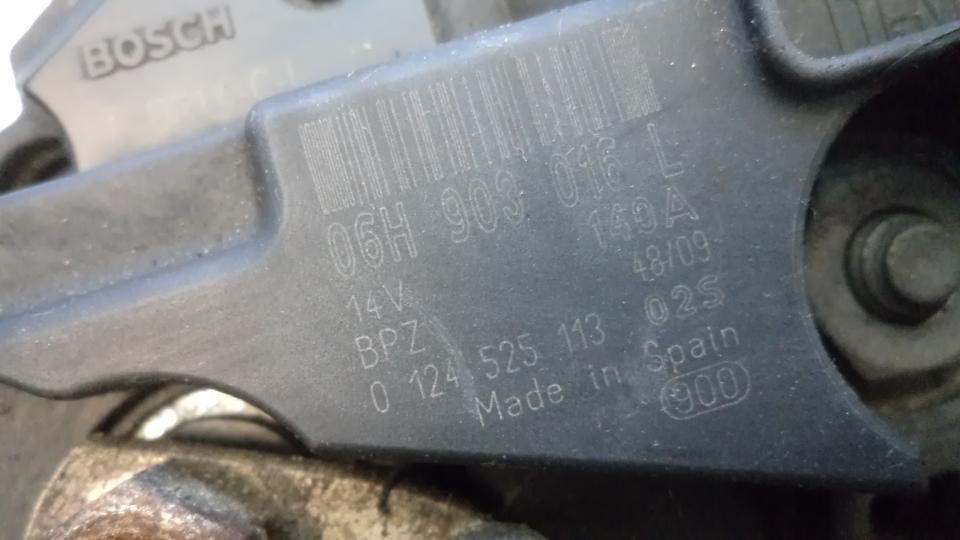 BOSCH
06H 903 016 L
14V 140A
BPZ 48/09
0 124 525 113 02S
Made in Spain
900